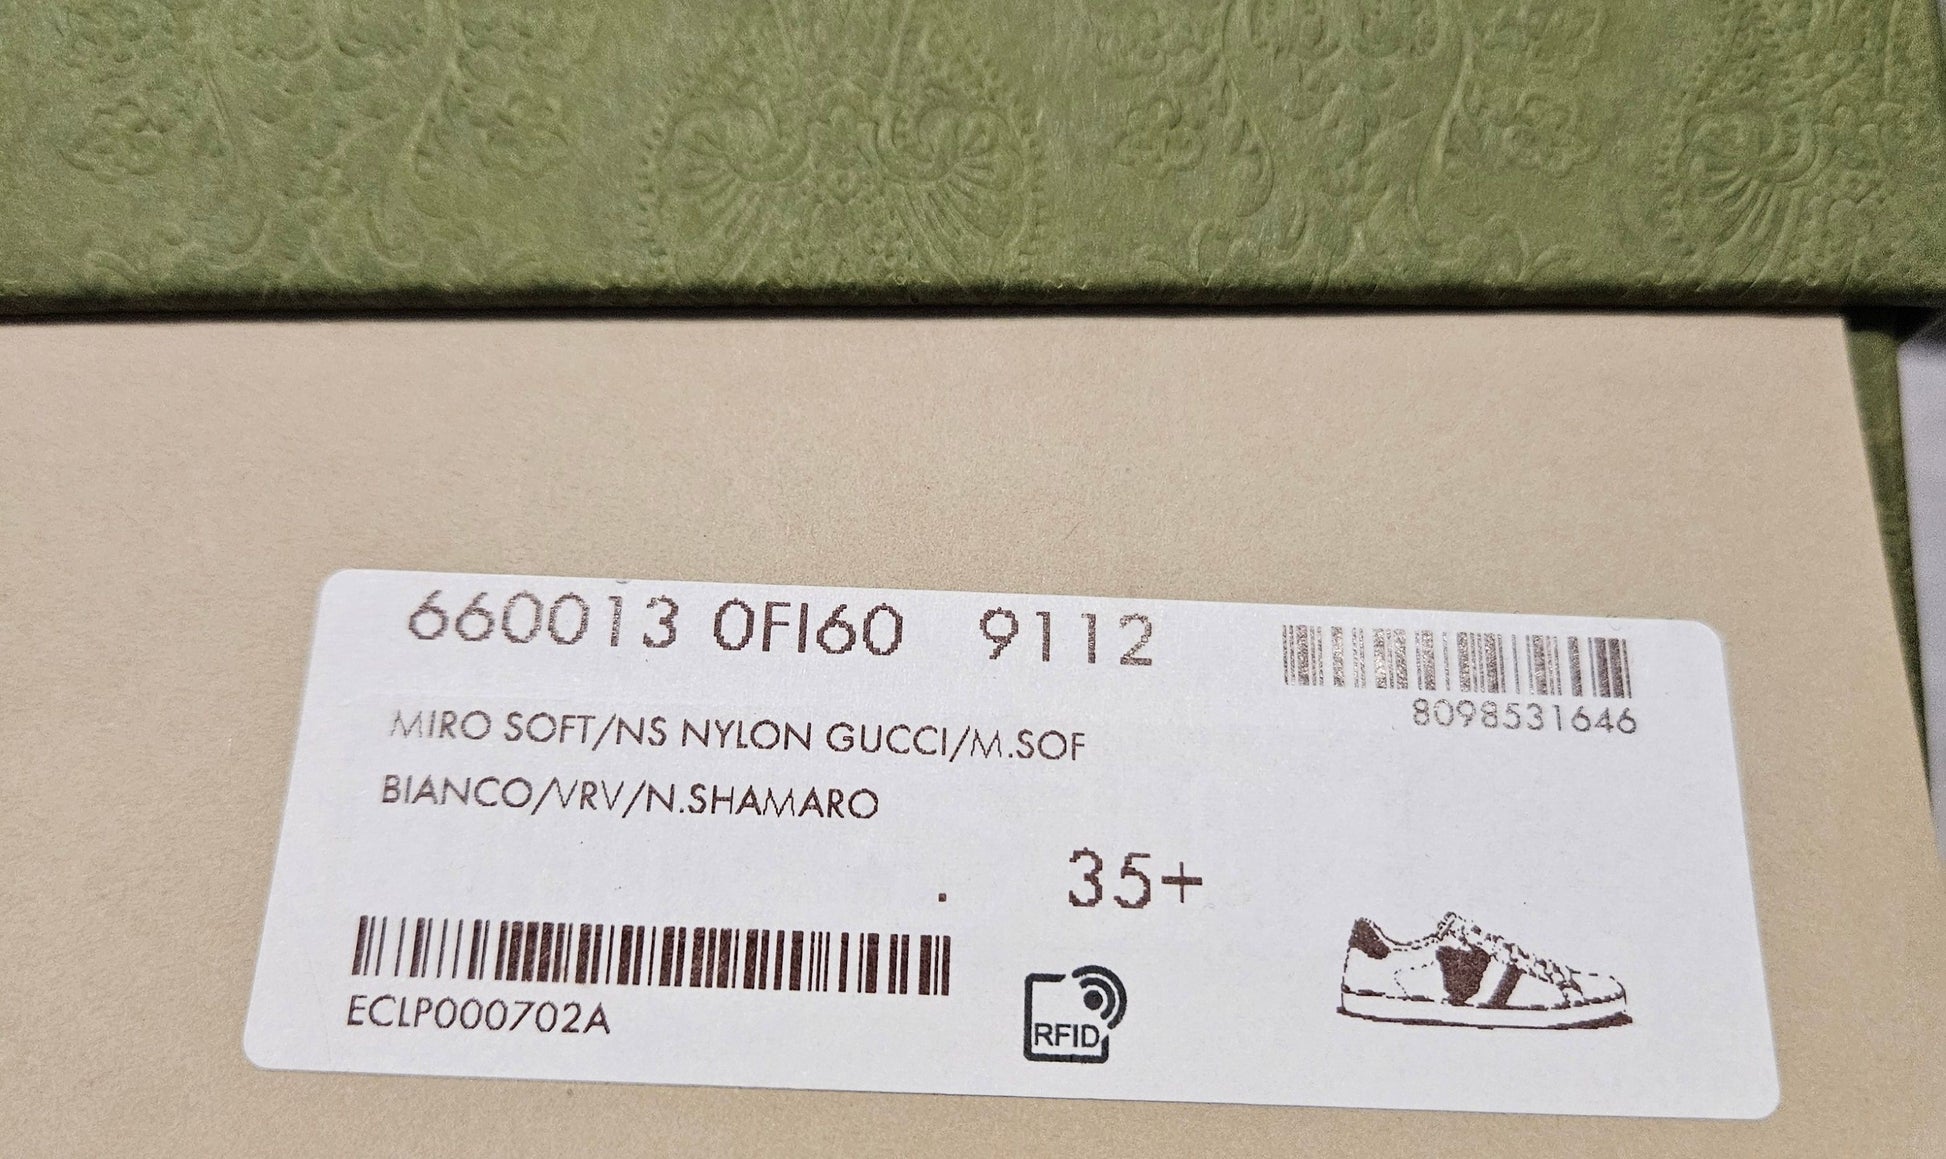 660013 0FI60 9112
8098531646
MIRO SOFT/NS NYLON GUCCI/M.SOF
BIANCO/VRV/N.SHAMARO
. 35+
ECLP000702A
RFID